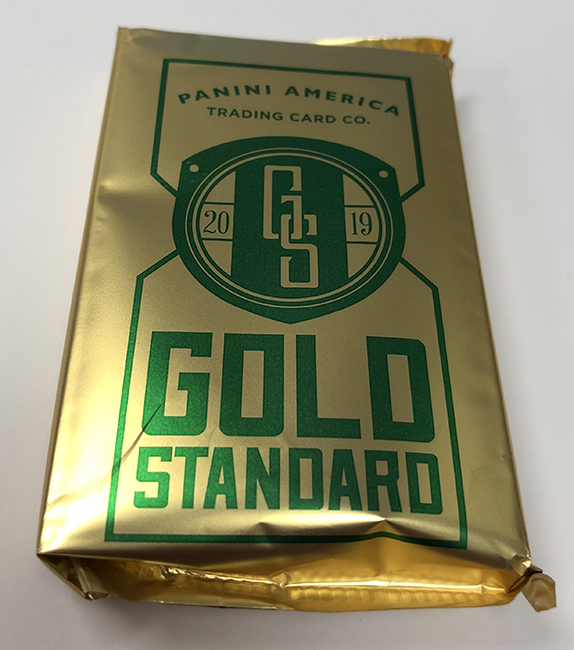 PANINI AMERICA
TRADING CARD CO.
20 GS 19
GOLD
STANDARD